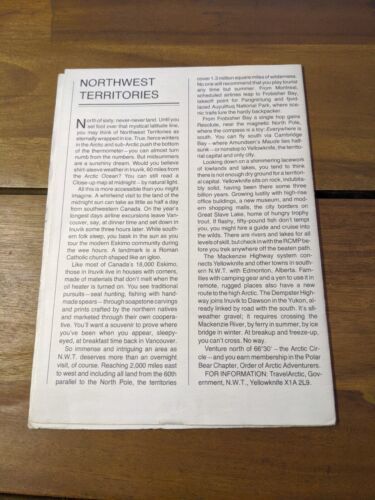 NORTHWEST
TERRITORIES
North of sixty: never-never land. Until you
set foot over that mystical latitude line,
you may think of Northwest Territories as
eternally wrapped in ice. True, fierce winters
in the Arctic and sub-Arctic push the bottom
of the thermometer – you can almost turn
numb from the numbers. But midsummers
are a sunnery dream. Would you believe
shirt-sleeve weather in Inuvik, 60 miles from
the Arctic Ocean? You can still read a
Close-up map at midnight – by natural light.
All this is more accessible than you might
imagine. A whirlwind visit to the land of the
midnight sun can take as little as half a day
from southwestern Canada. On the year's
longest days airline excursions leave Van-
couver, say, at dinner time and set down in
Inuvik some three hours later. While south-
erners sleep, you bask in the sun as you
tour the modern Eskimo community during
the wee hours. A landmark is a Roman
Catholic church shaped like an igloo.
Like most of Canada's 18,000 Eskimo,
those in Inuvik live in houses with corners,
made of materials that don't melt when the
oil heater is turned on. You see traditional
pursuits – seal hunting, fishing with hand-
made spears – through soapstone carvings
and prints crafted by the northern natives
and marketed through their own coopera-
tive. You'll want a souvenir to prove where
you've been when you appear, sleepy-
eyed, at breakfast time back in Vancouver.
So immense and intriguing an area as
N.W.T. deserves more than an overnight
visit, of course. Reaching 2,000 miles east
to west and including all land from the 60th
parallel to the North Pole, the territories
cover 1.3 million square miles of wilderness.
No one will recommend that you play tourist
any time but summer. From Montreal,
scheduled airlines leap to Frobisher Bay,
takeoff point for Pangnirtung and fjord-
laced Auyuittuq National Park, where sce-
nic trails lure the hardy backpacker.
From Frobisher a single hop gains
Resolute, near the magnetic North Pole,
where the compass is a toy: Everywhere is
south. You can fly south via Cambridge
Bay – where Amundsen's Maude lies half-
sunk – or nonstop to Yellowknife, the territo-
rial capital and only city.
Looking down on a shimmering lacework
of lowlands and lakes, you tend to think
there is not enough dry ground for a territori-
al capital. Yellowknife sits on rock, indubita-
bly solid, having been there some three
billion years. Growing lustily with high-rise
office buildings, a new museum, and mod-
ern shopping malls, the city borders on
Great Slave Lake, home of hungry trophy
trout. If flashy, fifty-pound fish don't tempt
you, you might hire a guide and cruise into
the wilds. There are rivers and lakes for all
levels of skill, but check in with the RCMP be-
fore you trek anywhere off the beaten path.
The Mackenzie Highway system con-
nects Yellowknife and other towns in south-
ern N.W.T. with Edmonton, Alberta. Fami-
lies with camping gear and a yen to use it in
remote, rugged places also have a new
route to the high Arctic. The Dempster High-
way joins Inuvik to Dawson in the Yukon, al-
ready linked by road with the south. It's all-
weather gravel; it requires crossing the
Mackenzie River, by ferry in summer, by ice
bridge in winter. At breakup and freeze-up,
you can't cross. No way.
Venture north of 66°30' – the Arctic Cir-
cle – and you earn membership in the Polar
Bear Chapter, Order of Arctic Adventurers.
FOR INFORMATION: TravelArctic, Gov-
ernment, N.W.T., Yellowknife X1A 2L9.